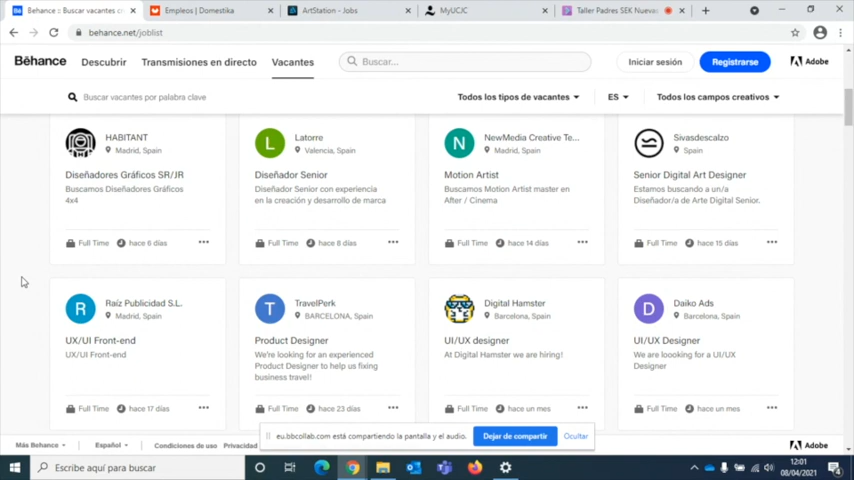 Behance :: Buscar vacantes cr
Empleos | Domestika
ArtStation - Jobs
MyUCJC
Taller Padres SEK Nuevas
behance.net/joblist
Bēhance
Descubrir
Transmisiones en directo
Vacantes
Buscar...
Iniciar sesión
Registrarse
Adobe
Buscar vacantes por palabra clave
Todos los tipos de vacantes
ES
Todos los campos creativos
HABITANT
Madrid, Spain
Diseñadores Gráficos SR/JR
Buscamos Diseñadores Gráficos
4x4
Full Time
hace 6 días
L
Latorre
Valencia, Spain
Diseñador Senior
Diseñador Senior con experiencia
en la creación y desarrollo de marca
Full Time
hace 8 días
N
NewMedia Creative Te...
Madrid, Spain
Motion Artist
Buscamos Motion Artist master en
After / Cinema
Full Time
hace 14 días
Sivasdescalzo
Spain
Senior Digital Art Designer
Estamos buscando a un/a
Diseñador/a de Arte Digital Senior.
Full Time
hace 15 días
R
Raíz Publicidad S.L.
Madrid, Spain
UX/UI Front-end
UX/UI Front-end
Full Time
hace 17 días
T
TravelPerk
BARCELONA, Spain
Product Designer
We're looking for an experienced
Product Designer to help us fixing
business travel!
Full Time
hace 23 días
Digital Hamster
Barcelona, Spain
UI/UX designer
At Digital Hamster we are hiring!
Full Time
hace un mes
D
Daiko Ads
Barcelona, Spain
UI/UX Designer
We are loooking for a UI/UX
Designer
Full Time
hace un mes
Más Behance
Español
Condiciones de uso
Privacidad
eu.bbcollab.com está compartiendo la pantalla y el audio.
Dejar de compartir
Ocultar
Adobe
Escribe aquí para buscar
12:01
08/04/2021
4